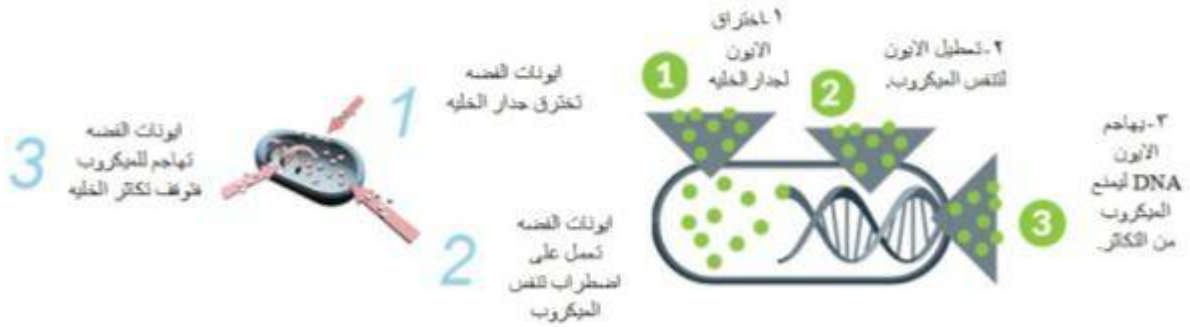 ١-اختراق
الايون
لجدار الخليه
1
٢-تعطيل الايون
لتنفس الميكروب.
2
٣-يهاجم
الايون
DNA ليمنع
الميكروب
من التكاثر.
3
1
ايونات الفضه
تخترق جدار الخليه
2
ايونات الفضه
تعمل على
اضطراب تنفس
الميكروب
3
ايونات الفضه
تهاجم للميكروب
فتوقف تكاثر الخليه